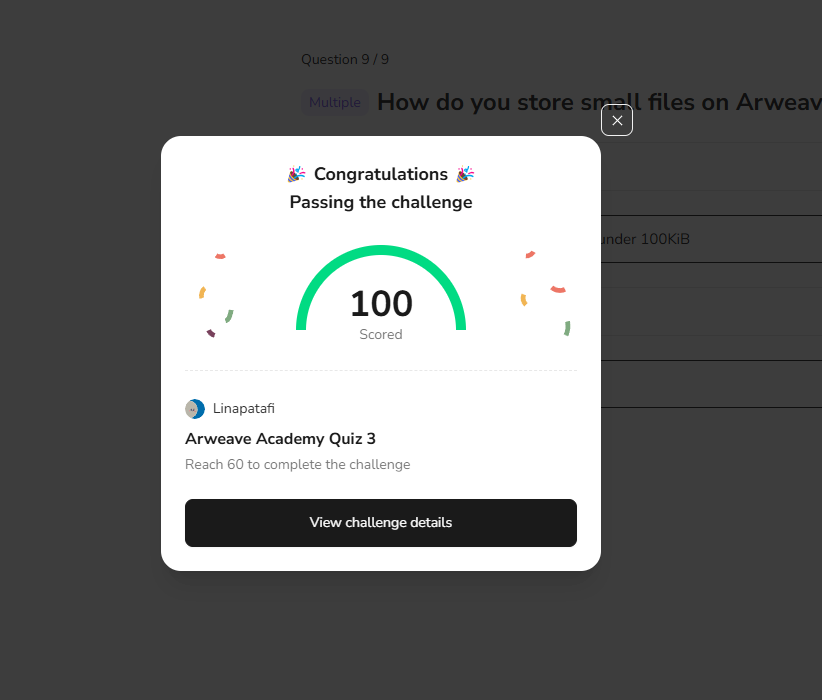 Question 9 / 9
Multiple
How do you store small files on Arweav
under 100KiB
Congratulations
Passing the challenge
100
Scored
Linapatafi
Arweave Academy Quiz 3
Reach 60 to complete the challenge
View challenge details